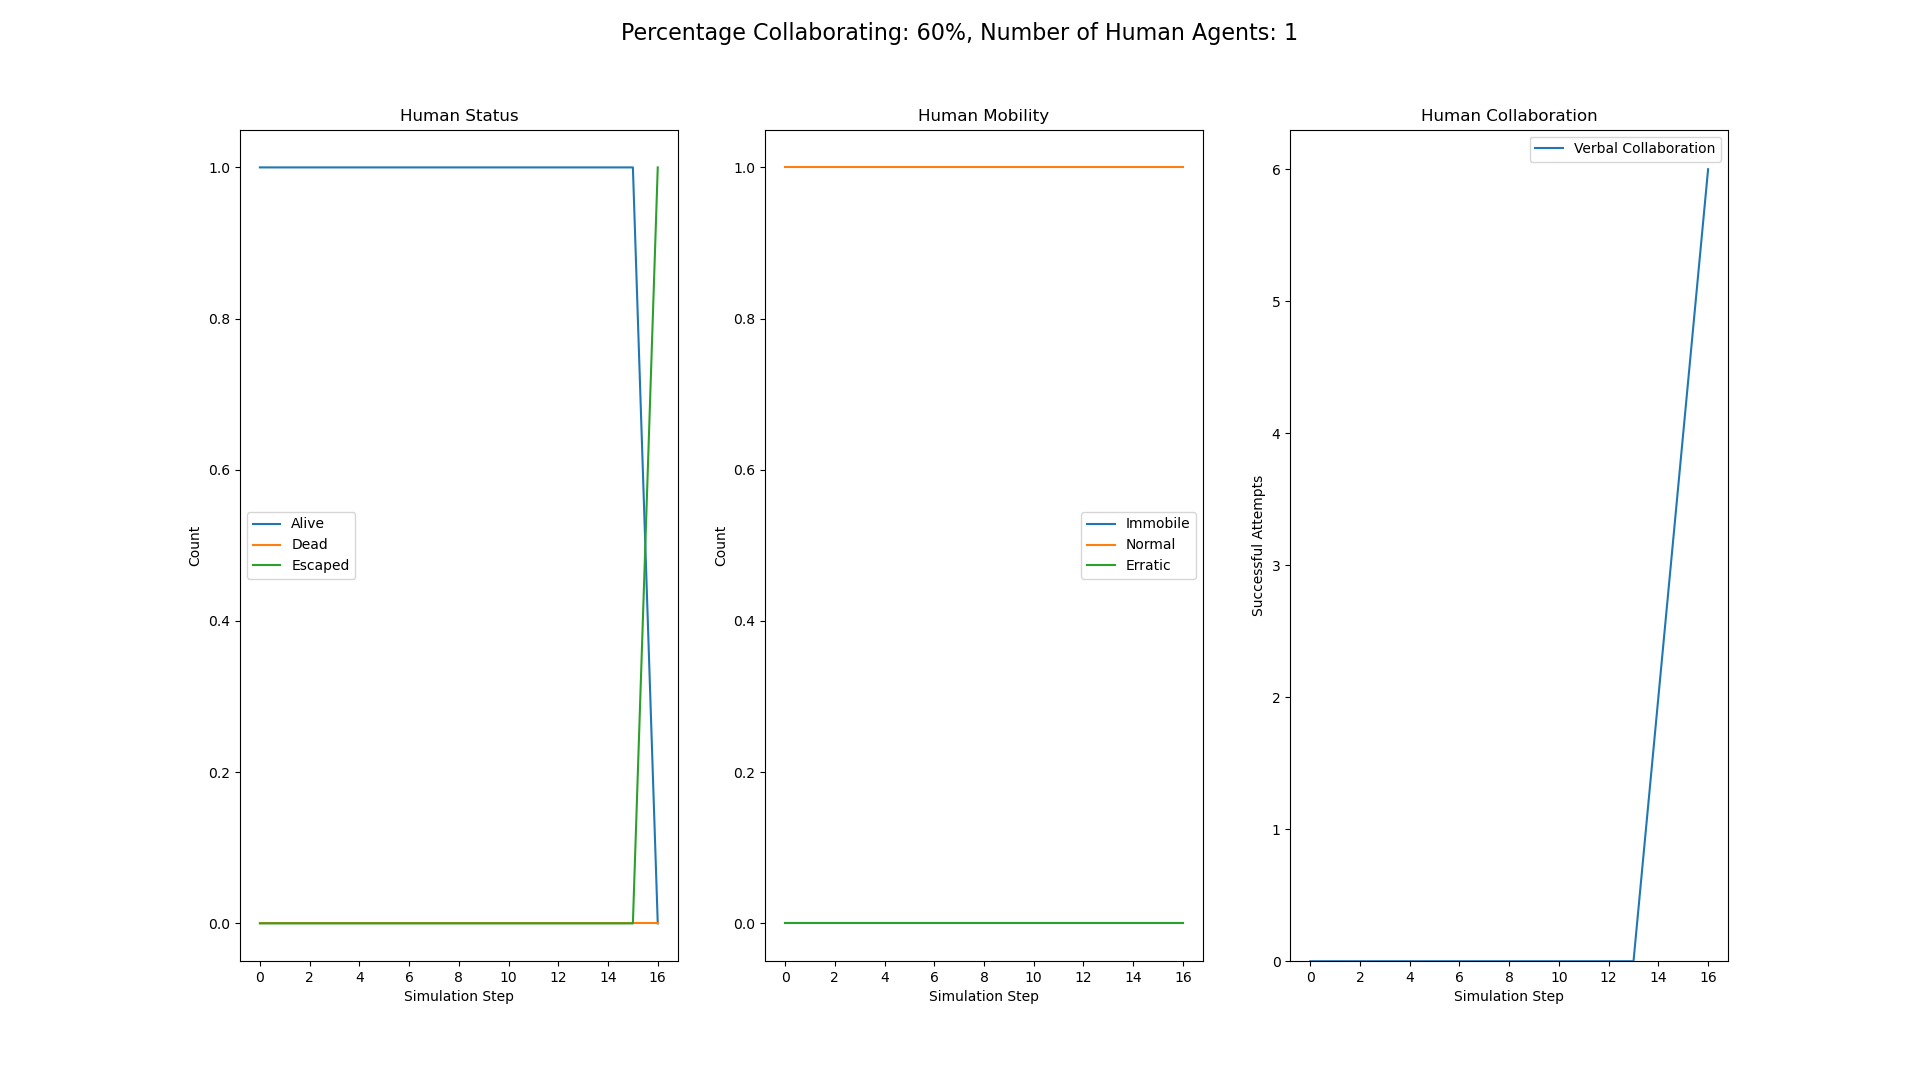 Percentage Collaborating: 60%, Number of Human Agents: 1
Human Status
1.0
0.8
0.6
0.4
0.2
0.0
Count
Alive
Dead
Escaped
0 2 4 6 8 10 12 14 16
Simulation Step
Human Mobility
1.0
0.8
0.6
0.4
0.2
0.0
Count
Immobile
Normal
Erratic
0 2 4 6 8 10 12 14 16
Simulation Step
Human Collaboration
Verbal Collaboration
6
5
4
3
2
1
0
Successful Attempts
0 2 4 6 8 10 12 14 16
Simulation Step